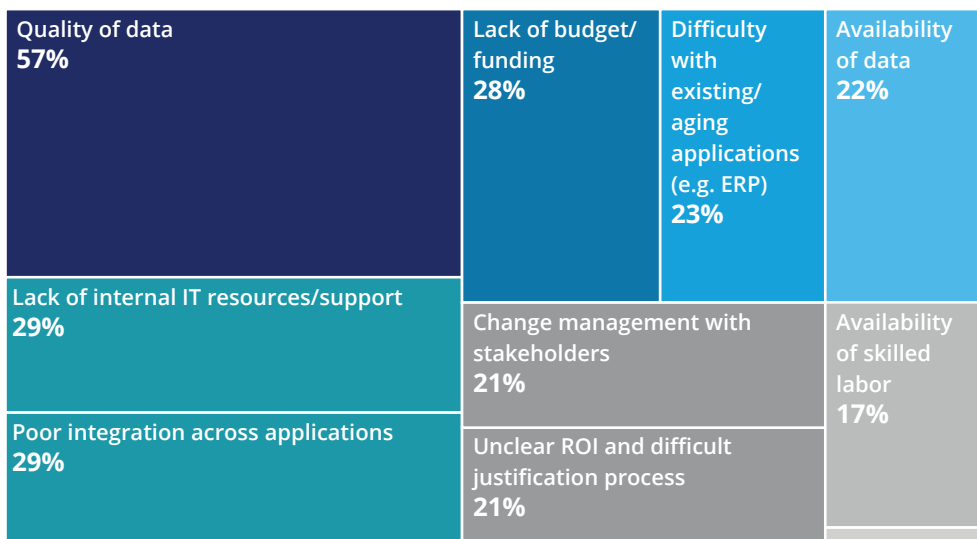 Quality of data
57%
Lack of internal IT resources/support
29%
Poor integration across applications
29%
Lack of budget/
funding
28%
Difficulty
with
existing/
aging
applications
(e.g. ERP)
23%
Change management with
stakeholders
21%
Unclear ROI and difficult
justification process
21%
Availability
of data
22%
Availability
of skilled
labor
17%